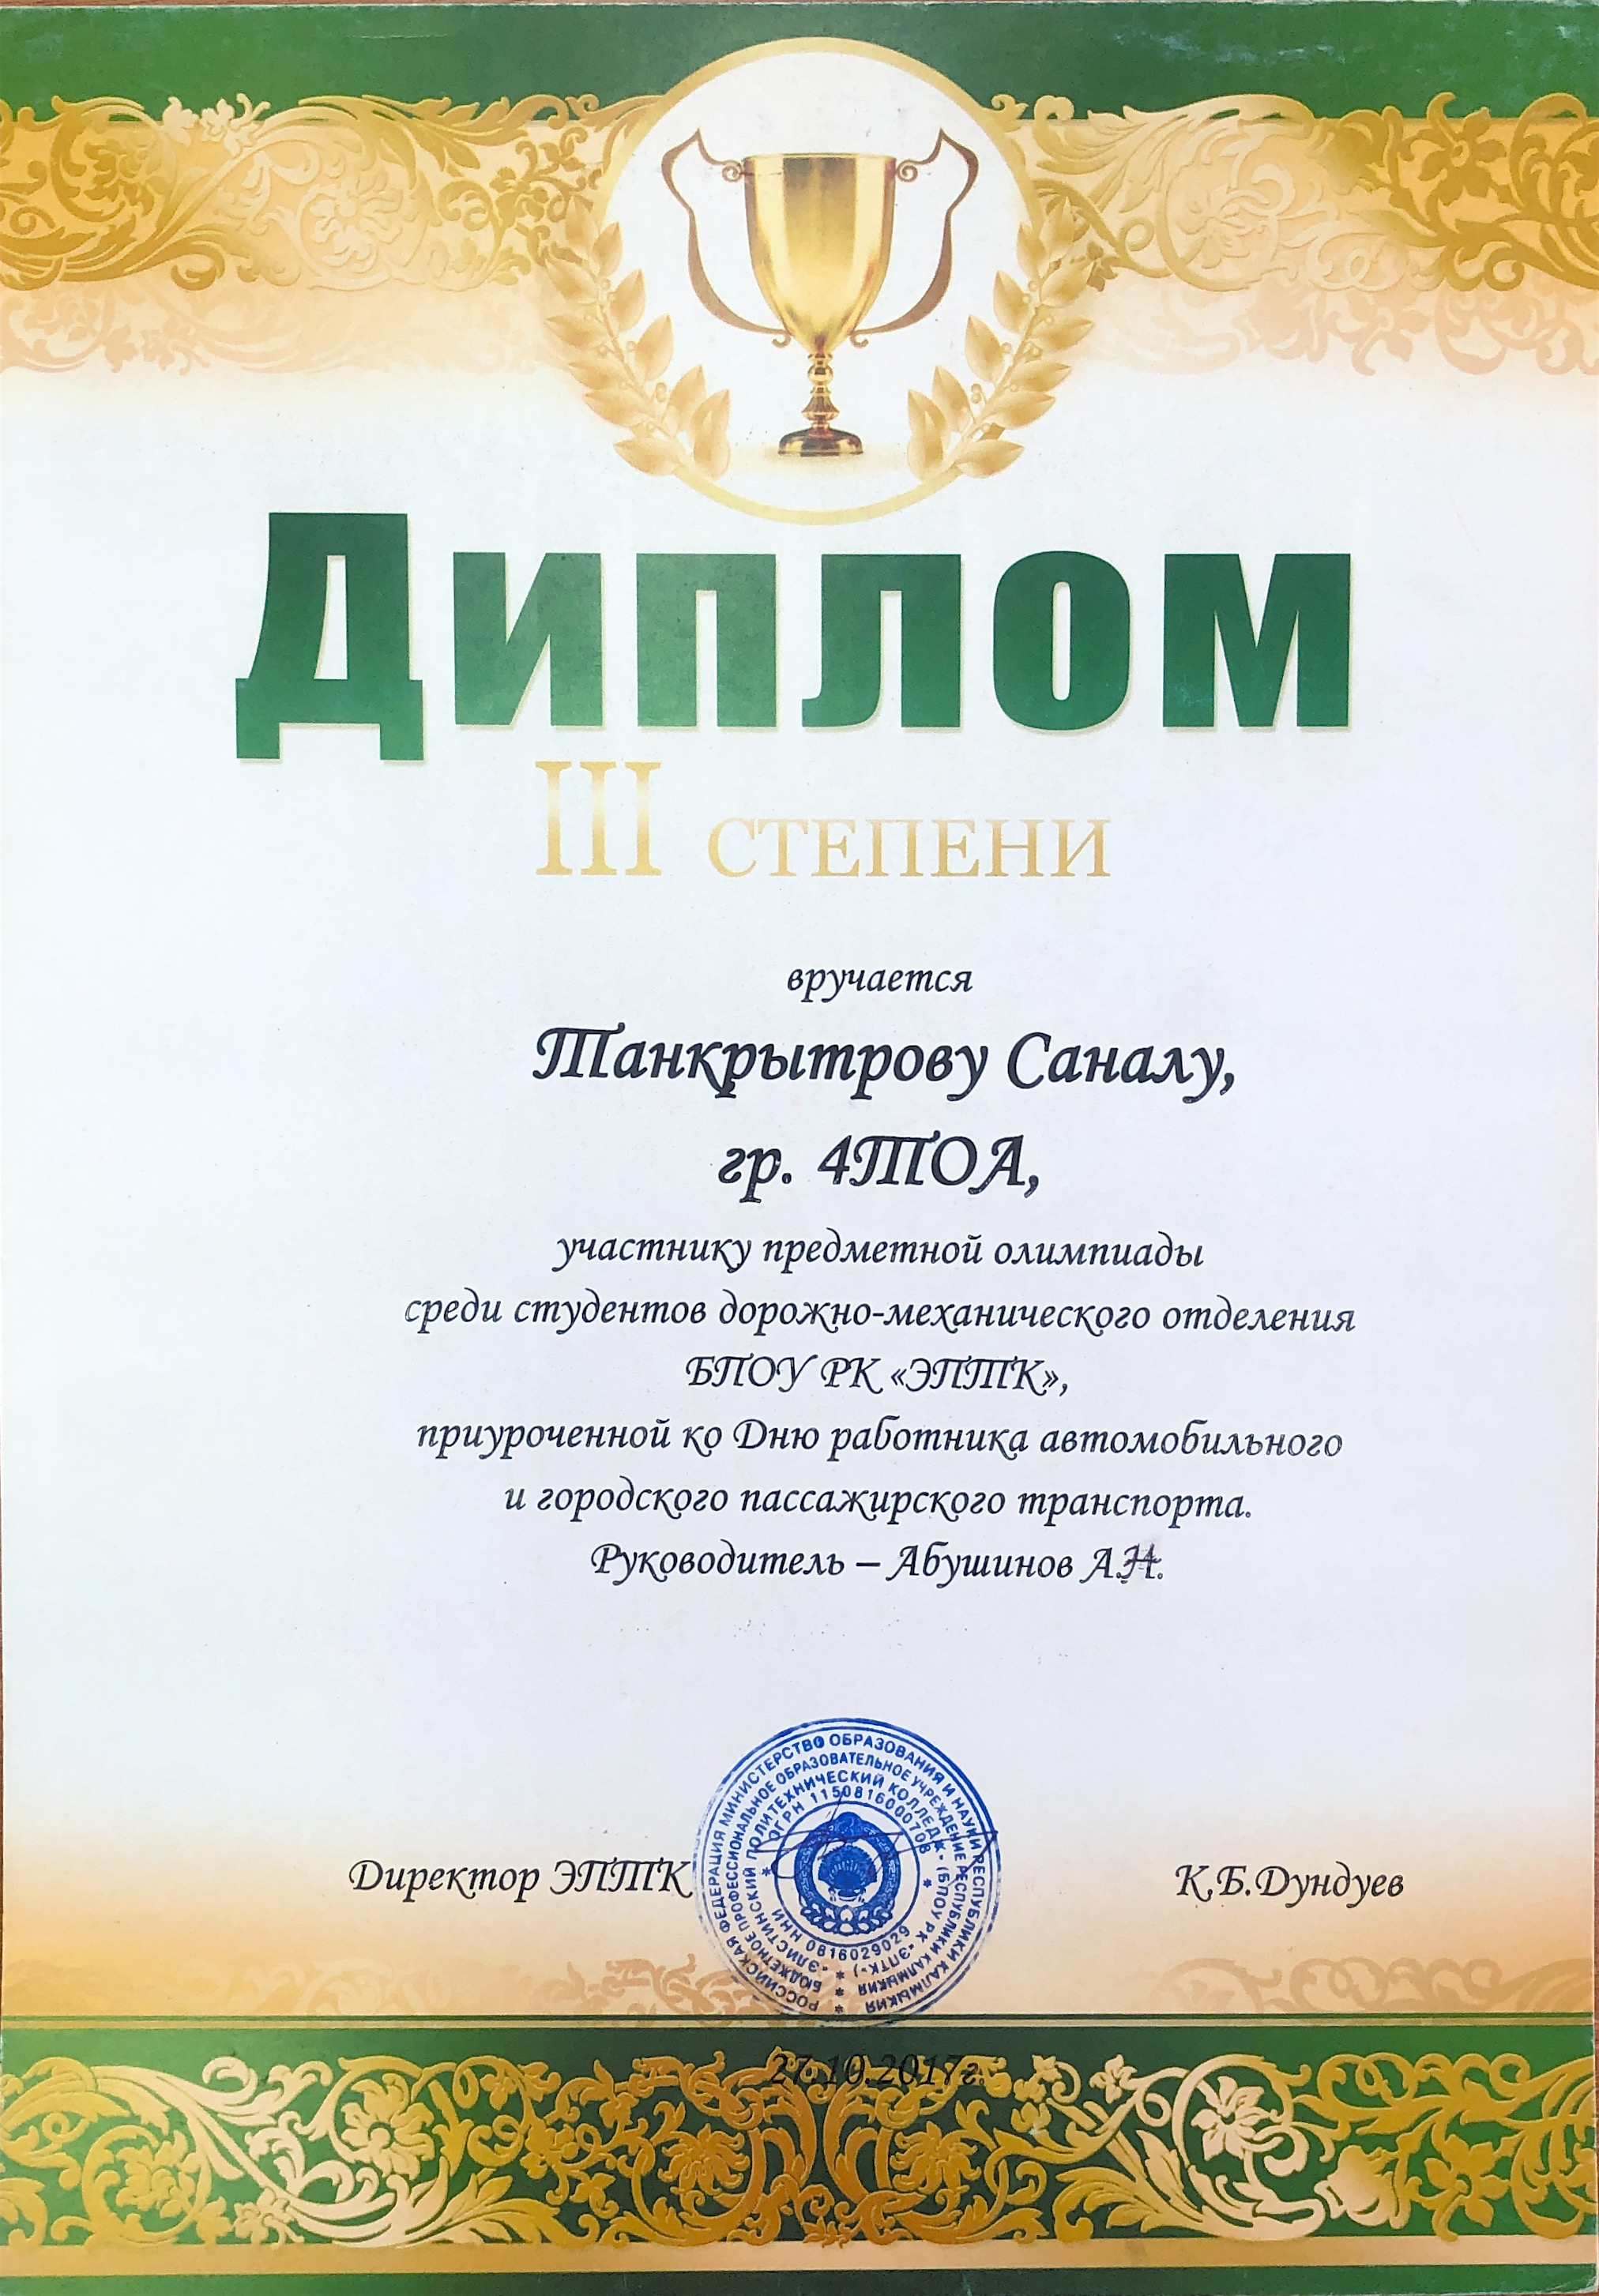 Диплом
III СТЕПЕНИ
вручается
Танкрытрову Саналу,
гр. 4ТОА,
участнику предметной олимпиады
среди студентов дорожно-механического отделения
БПОУ РК «ЭПТК»,
приуроченной ко Дню работника автомобильного
и городского пассажирского транспорта.
Руководитель – Абушинов А.Н.
РОССИЙСКАЯ ФЕДЕРАЦИЯ МИНИСТЕРСТВО ОБРАЗОВАНИЯ И НАУКИ РЕСПУБЛИКИ КАЛМЫКИЯ *
БЮДЖЕТНОЕ ПРОФЕССИОНАЛЬНОЕ ОБРАЗОВАТЕЛЬНОЕ УЧРЕЖДЕНИЕ РЕСПУБЛИКИ КАЛМЫКИЯ *
"ЭЛИСТИНСКИЙ ПОЛИТЕХНИЧЕСКИЙ КОЛЛЕДЖ" (БПОУ РК "ЭПТК") *
* ОГРН 1150816000708 * ИНН 0816029029
Директор ЭПТК К.Б.Дундуев
27.10.2017г.